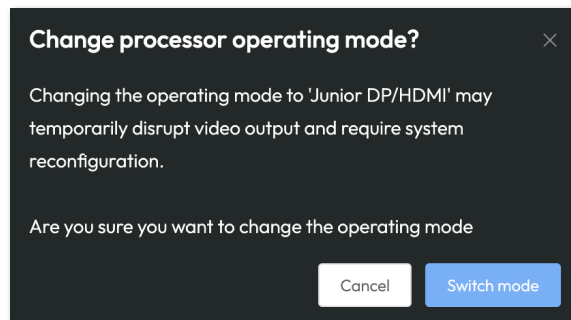 Change processor operating mode?
Changing the operating mode to 'Junior DP/HDMI' may
temporarily disrupt video output and require system
reconfiguration.
Are you sure you want to change the operating mode
Cancel
Switch mode